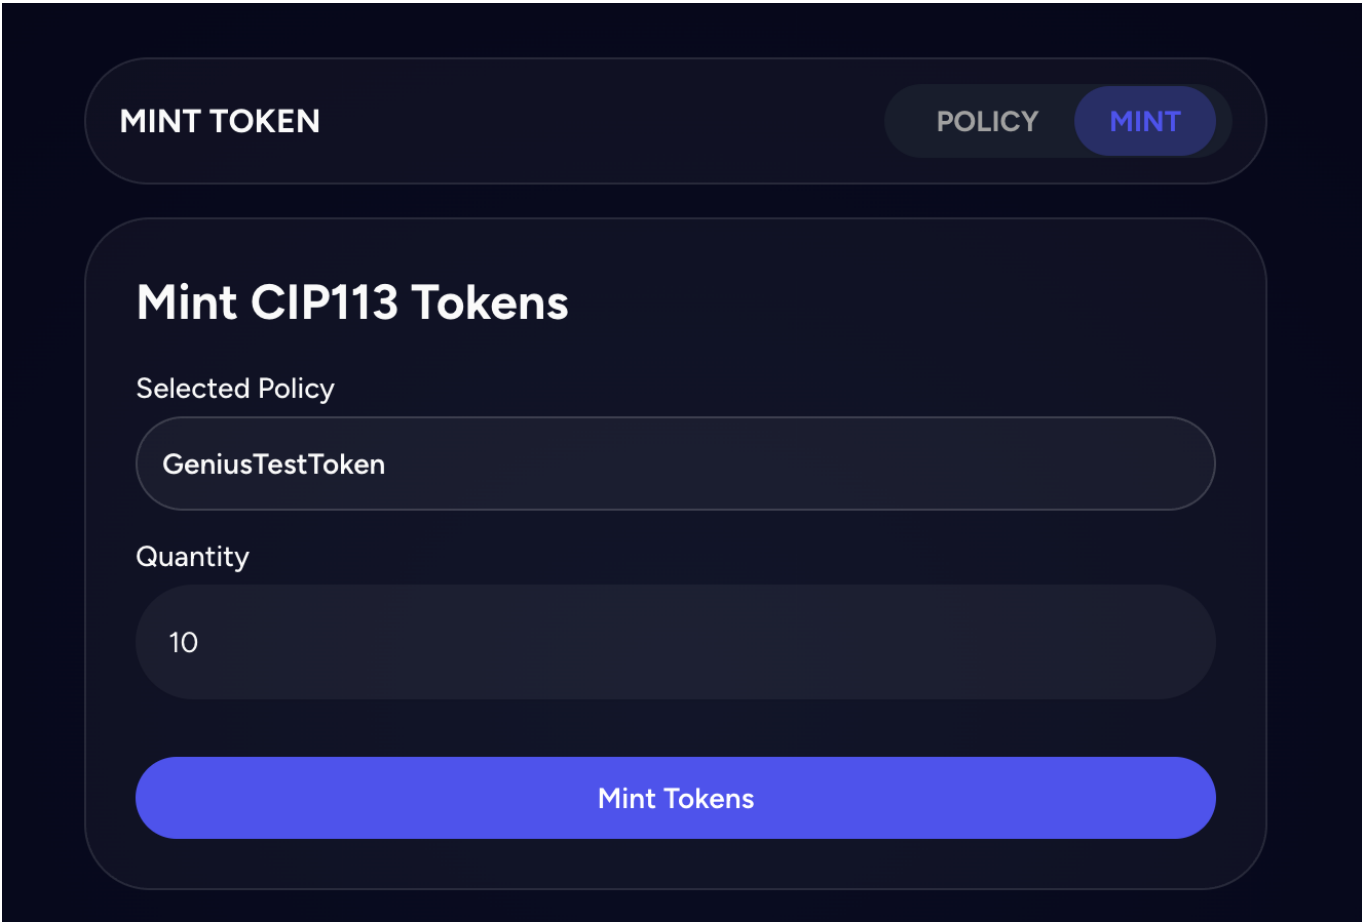 MINT TOKEN
POLICY
MINT
Mint CIP113 Tokens
Selected Policy
GeniusTestToken
Quantity
10
Mint Tokens